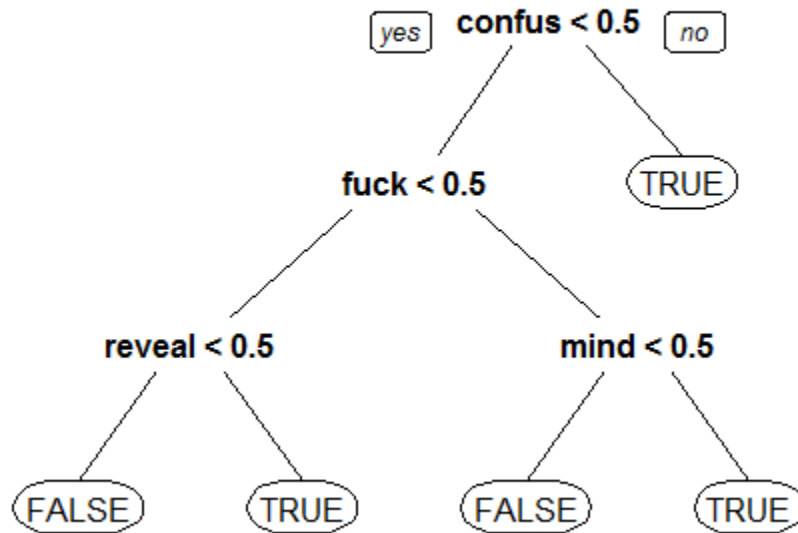 yes confus < 0.5 no
fuck < 0.5 TRUE
reveal < 0.5 mind < 0.5
FALSE TRUE FALSE TRUE